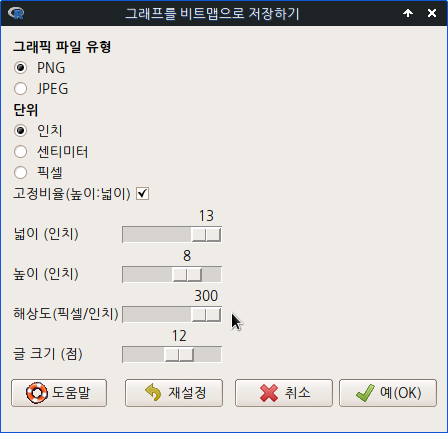 그래프를 비트맵으로 저장하기
그래픽 파일 유형
PNG
JPEG
단위
인치
센티미터
픽셀
고정비율(높이:넓이)
13
넓이 (인치)
8
높이 (인치)
300
해상도(픽셀/인치)
12
글 크기 (점)
도움말 재설정 취소 예(OK)